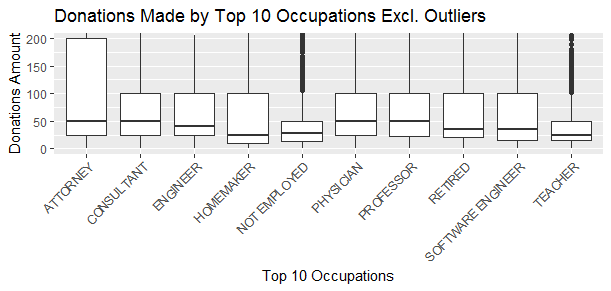 Donations Made by Top 10 Occupations Excl. Outliers
Donations Amount
200
150
100
50
0
ATTORNEY
CONSULTANT
ENGINEER
HOMEMAKER
NOT EMPLOYED
PHYSICIAN
PROFESSOR
RETIRED
SOFTWARE ENGINEER
TEACHER
Top 10 Occupations